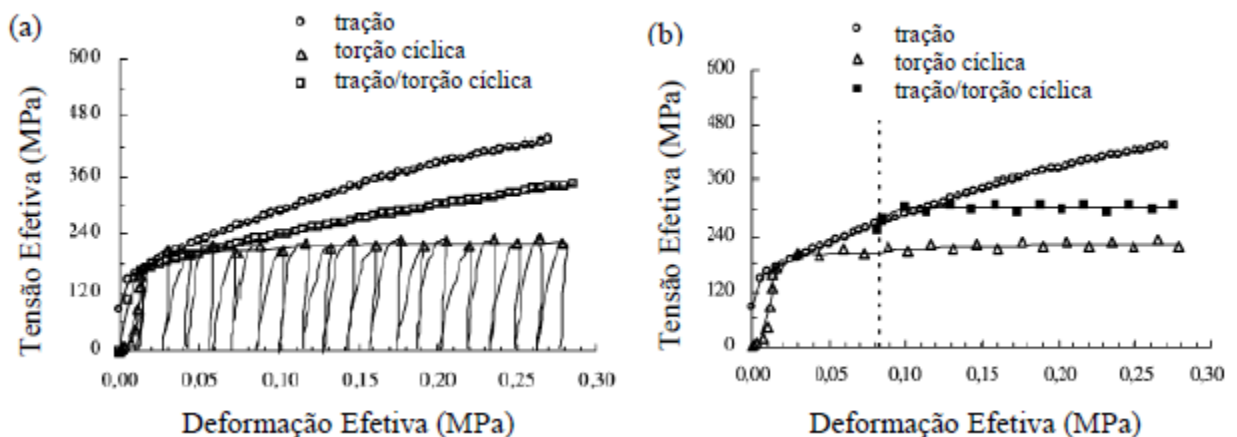 (a)
tração
torção cíclica
tração/torção cíclica
600
480
360
240
120
0
Tensão Efetiva (MPa)
0,00 0,05 0,10 0,15 0,20 0,25 0,30
Deformação Efetiva (MPa)
(b)
tração
torção cíclica
tração/torção cíclica
600
480
360
240
120
0
Tensão Efetiva (MPa)
0,00 0,05 0,10 0,15 0,20 0,25 0,30
Deformação Efetiva (MPa)